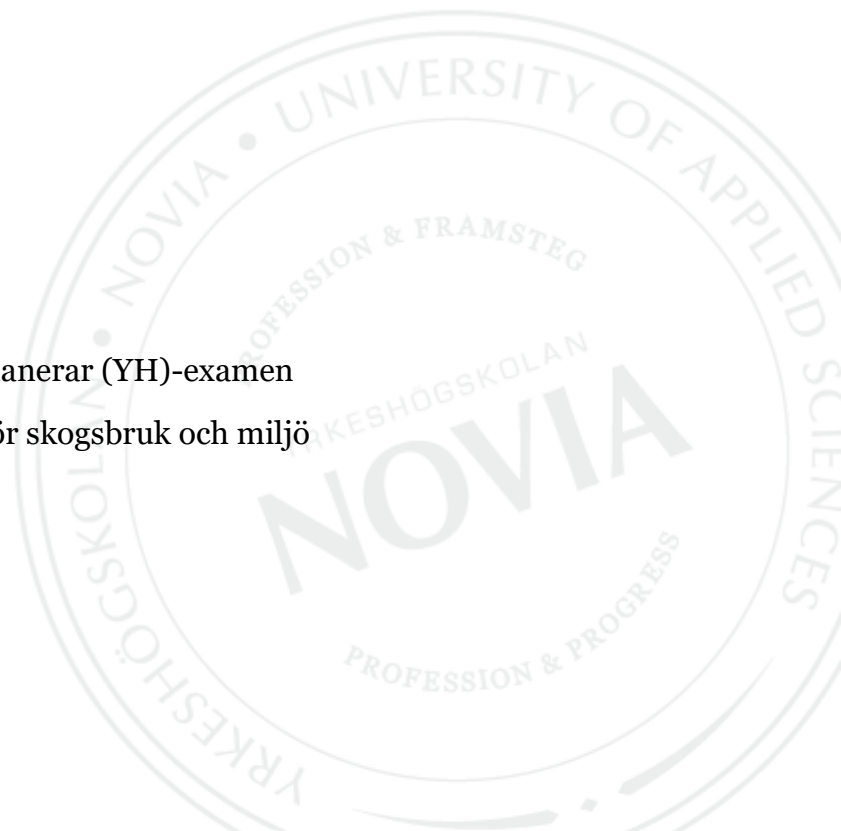 • NOVIA • UNIVERSITY OF APPLIED SCIENCES
PROFESSION & FRAMSTEG
anerar (YH)-examen
YRKESHÖGSKOLAN
ör skogsbruk och miljö
NOVIA
PROFESSION & PROGRESS
YRKESHÖGSKOLAN